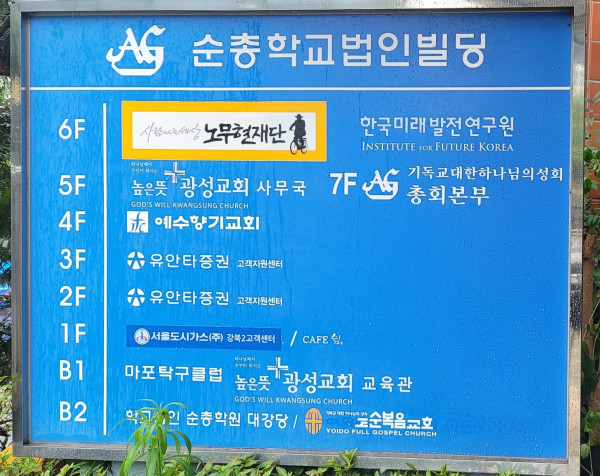 AG 순총학교법인빌딩
6F 사람사는세상 노무현재단 한국미래발전연구원
INSTITUTE FOR FUTURE KOREA
하나님께서
5F 높은뜻 광성교회 사무국
GOD'S WILL KWANGSUNG CHURCH
7F AG 기독교대한하나님의성회
총회본부
4F 예수향기교회
3F 유안타증권 고객지원센터
2F 유안타증권 고객지원센터
1F 서울도시가스(주) 강북2고객센터 / CAFE 쉼,
B1 마포탁구클럽
높은뜻 광성교회 교육관
GOD'S WILL KWANGSUNG CHURCH
B2 학교법인 순총학원 대강당 / 순복음교회
YOIDO FULL GOSPEL CHURCH